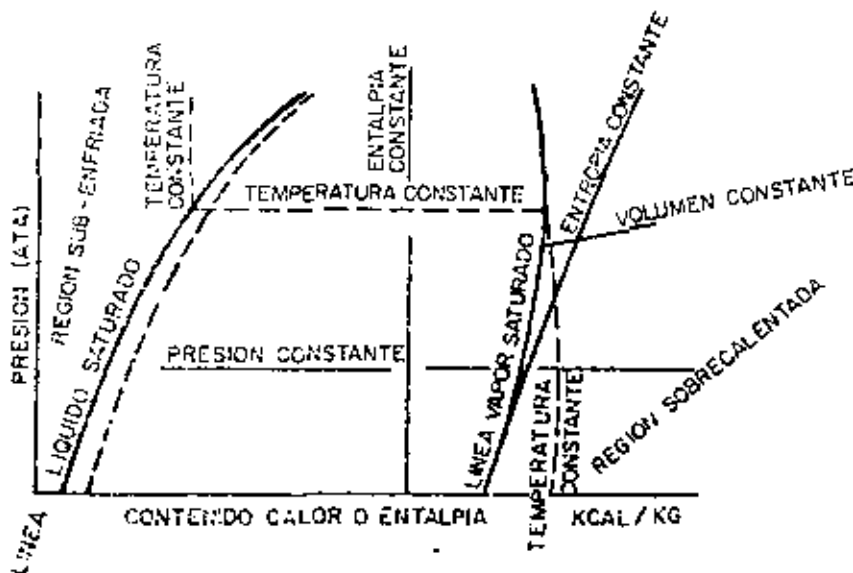 PRESION (ATA)
REGION SUB-ENFRIADA
TEMPERATURA
CONSTANTE
ENTALPIA
CONSTANTE
ENTROPIA CONSTANTE
TEMPERATURA CONSTANTE
VOLUMEN CONSTANTE
LINEA
LIQUIDO SATURADO
PRESION CONSTANTE
LINEA VAPOR SATURADO
TEMPERATURA
CONSTANTE
REGION SOBRECALENTADA
CONTENIDO CALOR O ENTALPIA KCAL/KG